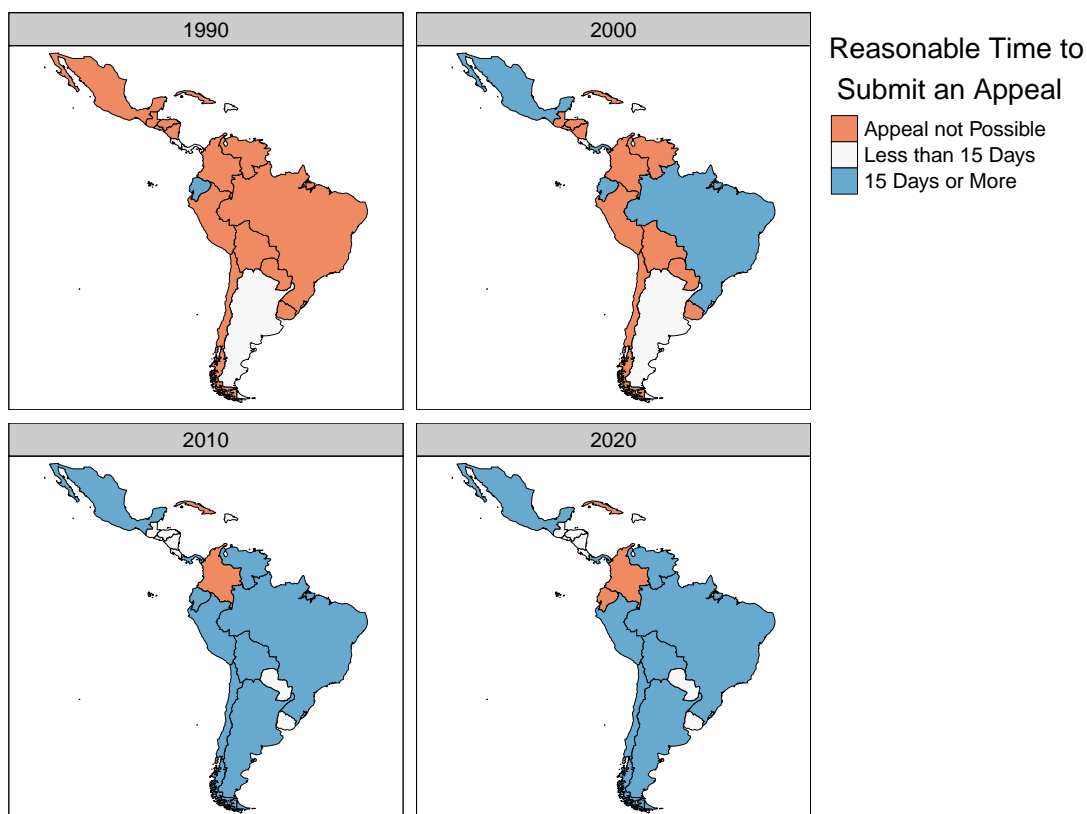 1990
2000
Reasonable Time to
Submit an Appeal
Appeal not Possible
Less than 15 Days
15 Days or More
2010
2020